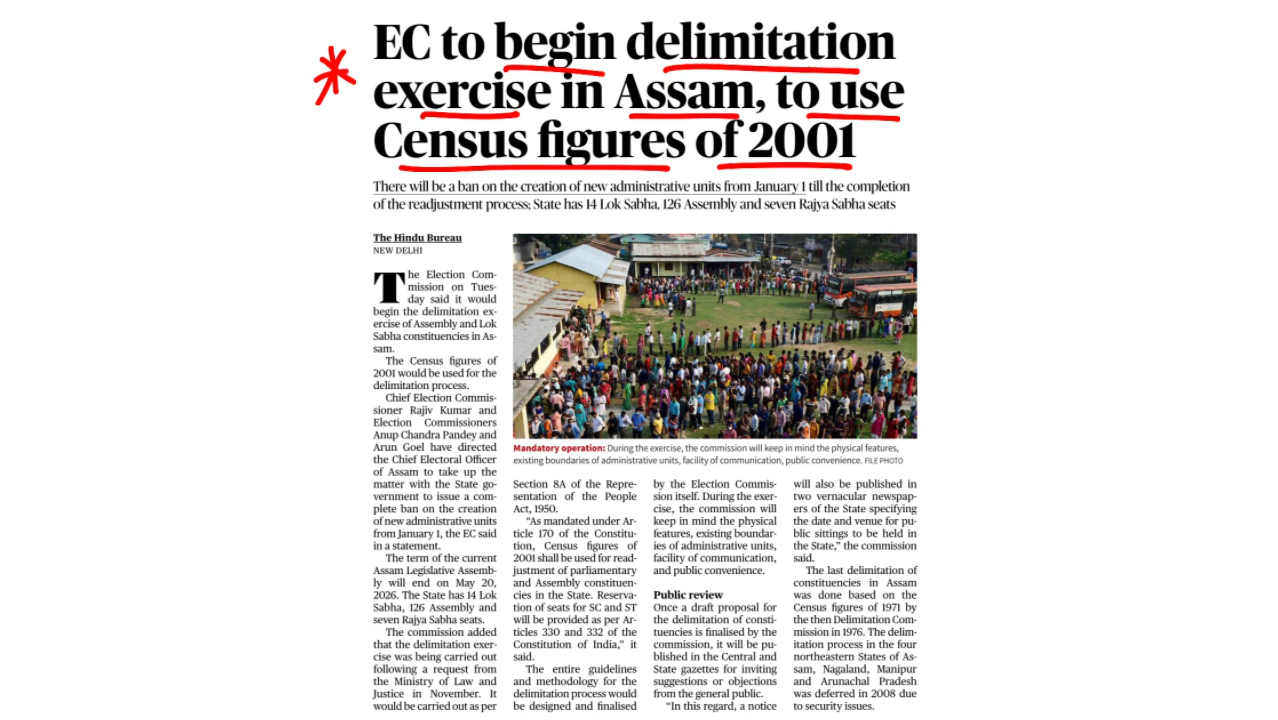 EC to begin delimitation
exercise in Assam, to use
Census figures of 2001
There will be a ban on the creation of new administrative units from January 1 till the completion
of the readjustment process; State has 14 Lok Sabha, 126 Assembly and seven Rajya Sabha seats
The Hindu Bureau
NEW DELHI
The Election Com-
mission on Tues-
day said it would
begin the delimitation ex-
ercise of Assembly and Lok
Sabha constituencies in As-
sam.
The Census figures of
2001 would be used for the
delimitation process.
Chief Election Commis-
sioner Rajiv Kumar and
Election Commissioners
Anup Chandra Pandey and
Arun Goel have directed
the Chief Electoral Officer
of Assam to take up the
matter with the State go-
vernment to issue a com-
plete ban on the creation
of new administrative units
from January 1, the EC said
in a statement.
The term of the current
Assam Legislative Assemb-
ly will end on May 20,
2026. The State has 14 Lok
Sabha, 126 Assembly and
seven Rajya Sabha seats.
The commission added
that the delimitation exer-
cise was being carried out
following a request from
the Ministry of Law and
Justice in November. It
would be carried out as per
Mandatory operation: During the exercise, the commission will keep in mind the physical features,
existing boundaries of administrative units, facility of communication, public convenience. FILE PHOTO
Section 8A of the Repre-
sentation of the People
Act, 1950.
“As mandated under Ar-
ticle 170 of the Constitu-
tion, Census figures of
2001 shall be used for read-
justment of parliamentary
and Assembly constituen-
cies in the State. Reserva-
tion of seats for SC and ST
will be provided as per Ar-
ticles 330 and 332 of the
Constitution of India,” it
said.
The entire guidelines
and methodology for the
delimitation process would
be designed and finalised
by the Election Commis-
sion itself. During the exer-
cise, the commission will
keep in mind the physical
features, existing boundar-
ies of administrative units,
facility of communication,
and public convenience.
Public review
Once a draft proposal for
the delimitation of consti-
tuencies is finalised by the
commission, it will be pu-
blished in the Central and
State gazettes for inviting
suggestions or objections
from the general public.
“In this regard, a notice
will also be published in
two vernacular newspap-
ers of the State specifying
the date and venue for pu-
blic sittings to be held in
the State,” the commission
said.
The last delimitation of
constituencies in Assam
was done based on the
Census figures of 1971 by
the then Delimitation Com-
mission in 1976. The delim-
itation process in the four
northeastern States of As-
sam, Nagaland, Manipur
and Arunachal Pradesh
was deferred in 2008 due
to security issues.